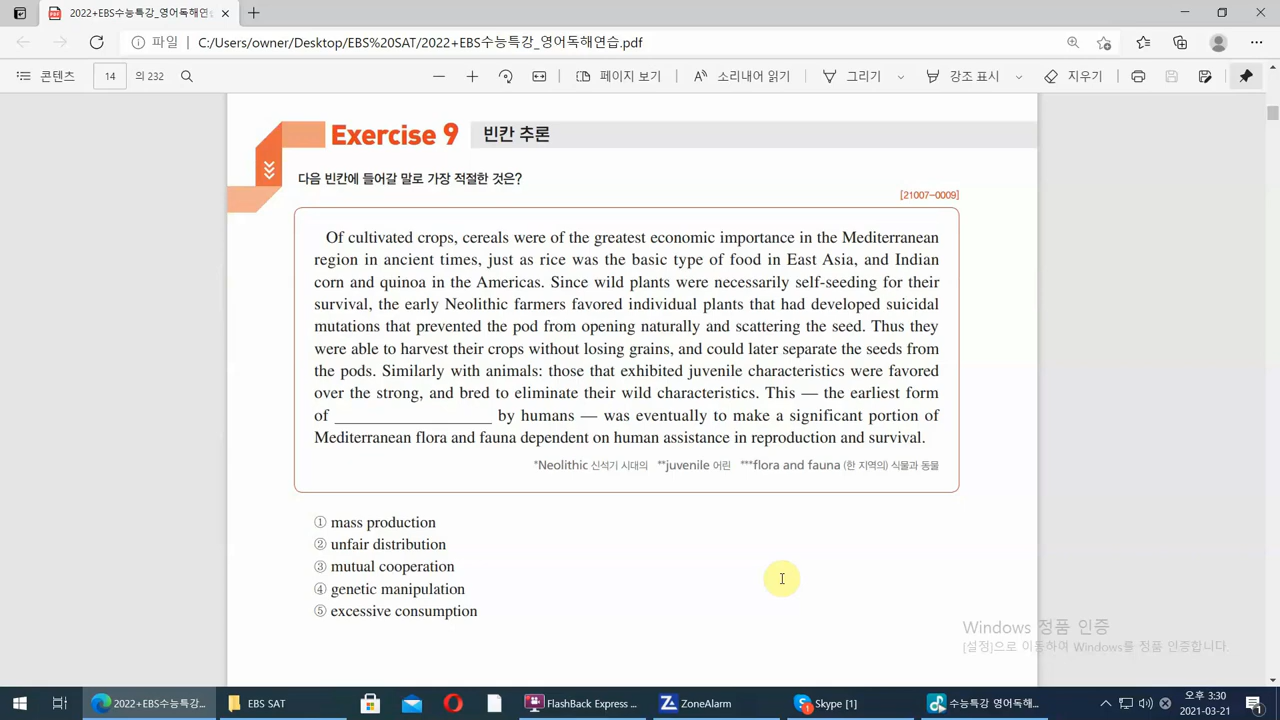 2022+EBS수능특강_영어독해연
파일
C:/Users/owner/Desktop/EBS%20SAT/2022+EBS수능특강_영어독해연습.pdf
콘텐츠
14
의 232
페이지 보기
소리내어 읽기
그리기
강조 표시
지우기
Exercise 9 빈칸 추론
다음 빈칸에 들어갈 말로 가장 적절한 것은?
[21007-0009]
Of cultivated crops, cereals were of the greatest economic importance in the Mediterranean
region in ancient times, just as rice was the basic type of food in East Asia, and Indian
corn and quinoa in the Americas. Since wild plants were necessarily self-seeding for their
survival, the early Neolithic farmers favored individual plants that had developed suicidal
mutations that prevented the pod from opening naturally and scattering the seed. Thus they
were able to harvest their crops without losing grains, and could later separate the seeds from
the pods. Similarly with animals: those that exhibited juvenile characteristics were favored
over the strong, and bred to eliminate their wild characteristics. This — the earliest form
of ____________________ by humans — was eventually to make a significant portion of
Mediterranean flora and fauna dependent on human assistance in reproduction and survival.
*Neolithic 신석기 시대의 **juvenile 어린 ***flora and fauna (한 지역의) 식물과 동물
① mass production
② unfair distribution
③ mutual cooperation
④ genetic manipulation
⑤ excessive consumption
Windows 정품 인증
[설정]으로 이동하여 Windows를 정품 인증합니다.
2022+EBS수능특강_...
EBS SAT
FlashBack Express ...
ZoneAlarm
Skype [1]
수능특강 영어독해...
오후 3:30
2021-03-21